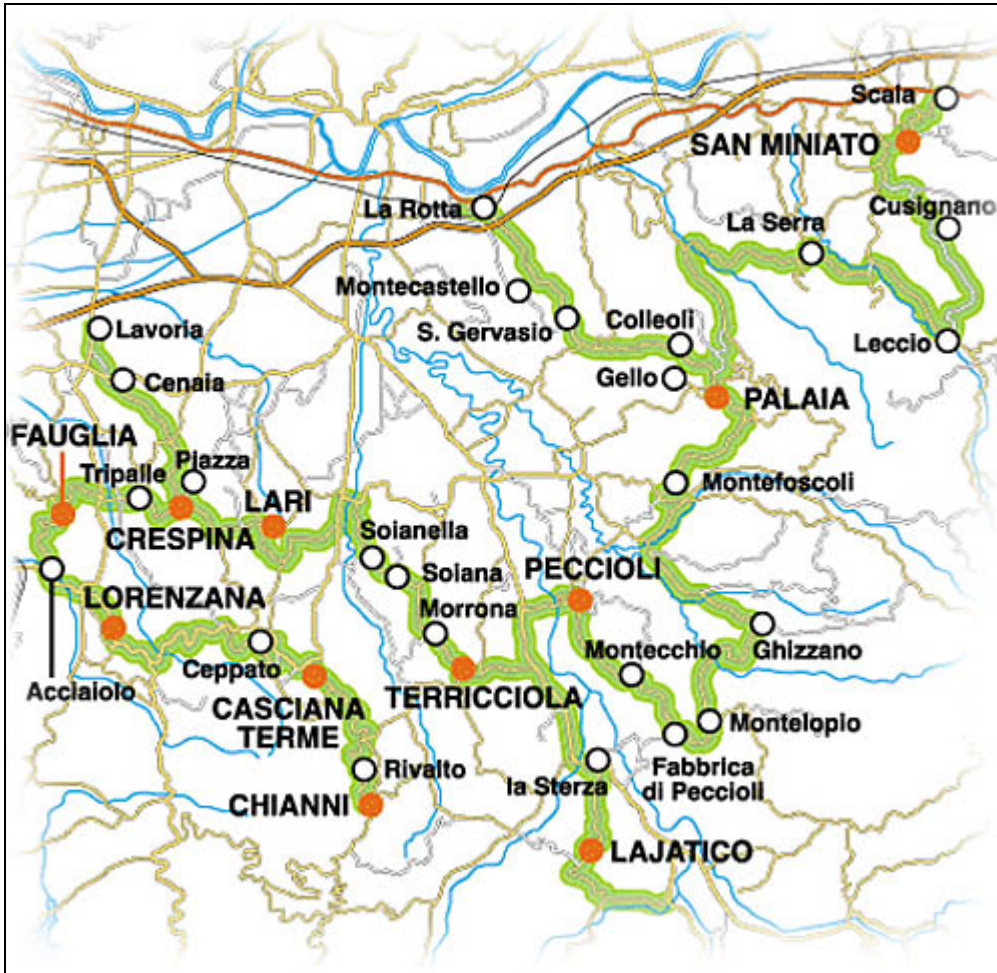 Scala
SAN MINIATO
La Rotta
Cusignano
La Serra
Montecastello
Lavoria
S. Gervasio
Colleoli
Leccio
Cenaia
Gello
PALAIA
FAUGLIA
Piazza
Tripalle
LARI
Montefoscoli
CRESPINA
Soianella
PECCIOLI
Soiana
LORENZANA
Morrona
Ghizzano
Montecchio
Ceppato
Acciaiolo
TERRICCIOLA
CASCIANA
TERME
Montelopio
Rivalto
la Sterza
Fabbrica
di Peccioli
CHIANNI
LAJATICO